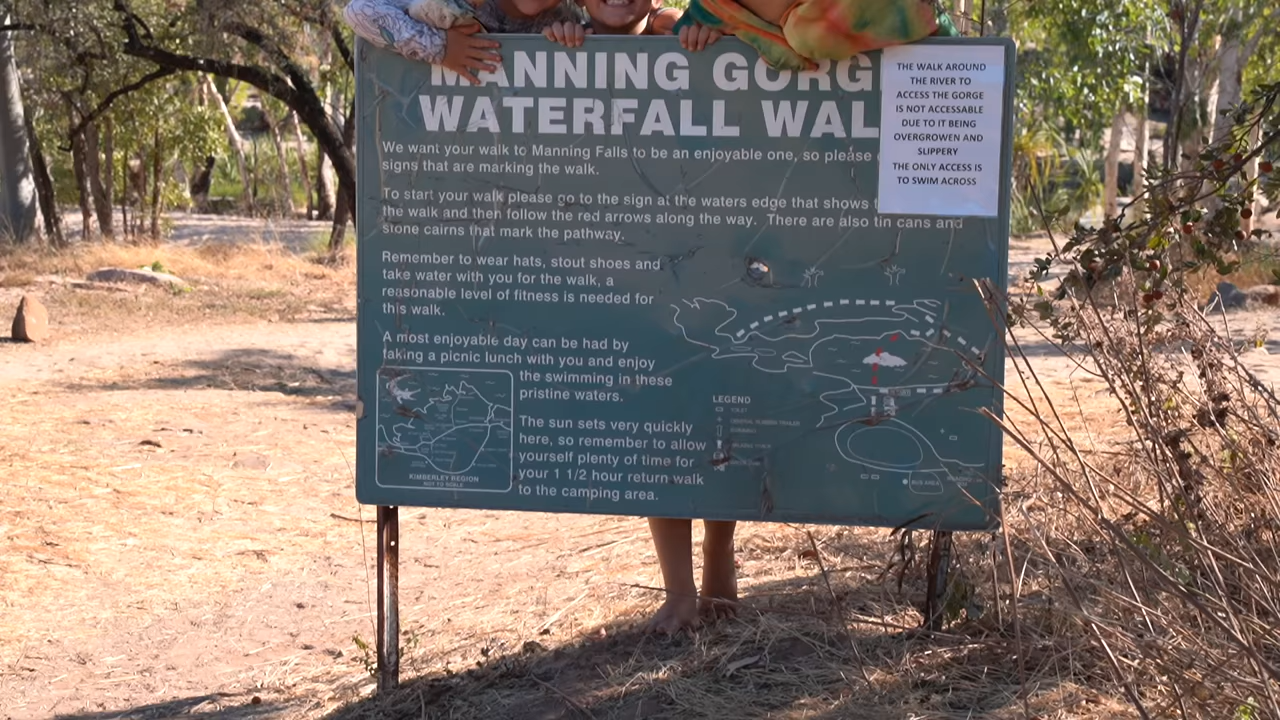 MANNING GORG
WATERFALL WAL
We want your walk to Manning Falls to be an enjoyable one, so please
signs that are marking the walk.
To start your walk please go to the sign at the waters edge that shows
the walk and then follow the red arrows along the way. There are also tin cans and
stone cairns that mark the pathway.
Remember to wear hats, stout shoes and
take water with you for the walk, a
reasonable level of fitness is needed for
this walk.
A most enjoyable day can be had by
taking a picnic lunch with you and enjoy
the swimming in these
pristine waters.
The sun sets very quickly
here, so remember to allow
yourself plenty of time for
your 1 1/2 hour return walk
to the camping area.
THE WALK AROUND
THE RIVER TO
ACCESS THE GORGE
IS NOT ACCESSABLE
DUE TO IT BEING
OVERGROWEN AND
SLIPPERY
THE ONLY ACCESS IS
TO SWIM ACROSS
KIMBERLEY REGION
NOT TO SCALE
LEGEND
TOILET
BUS AREA